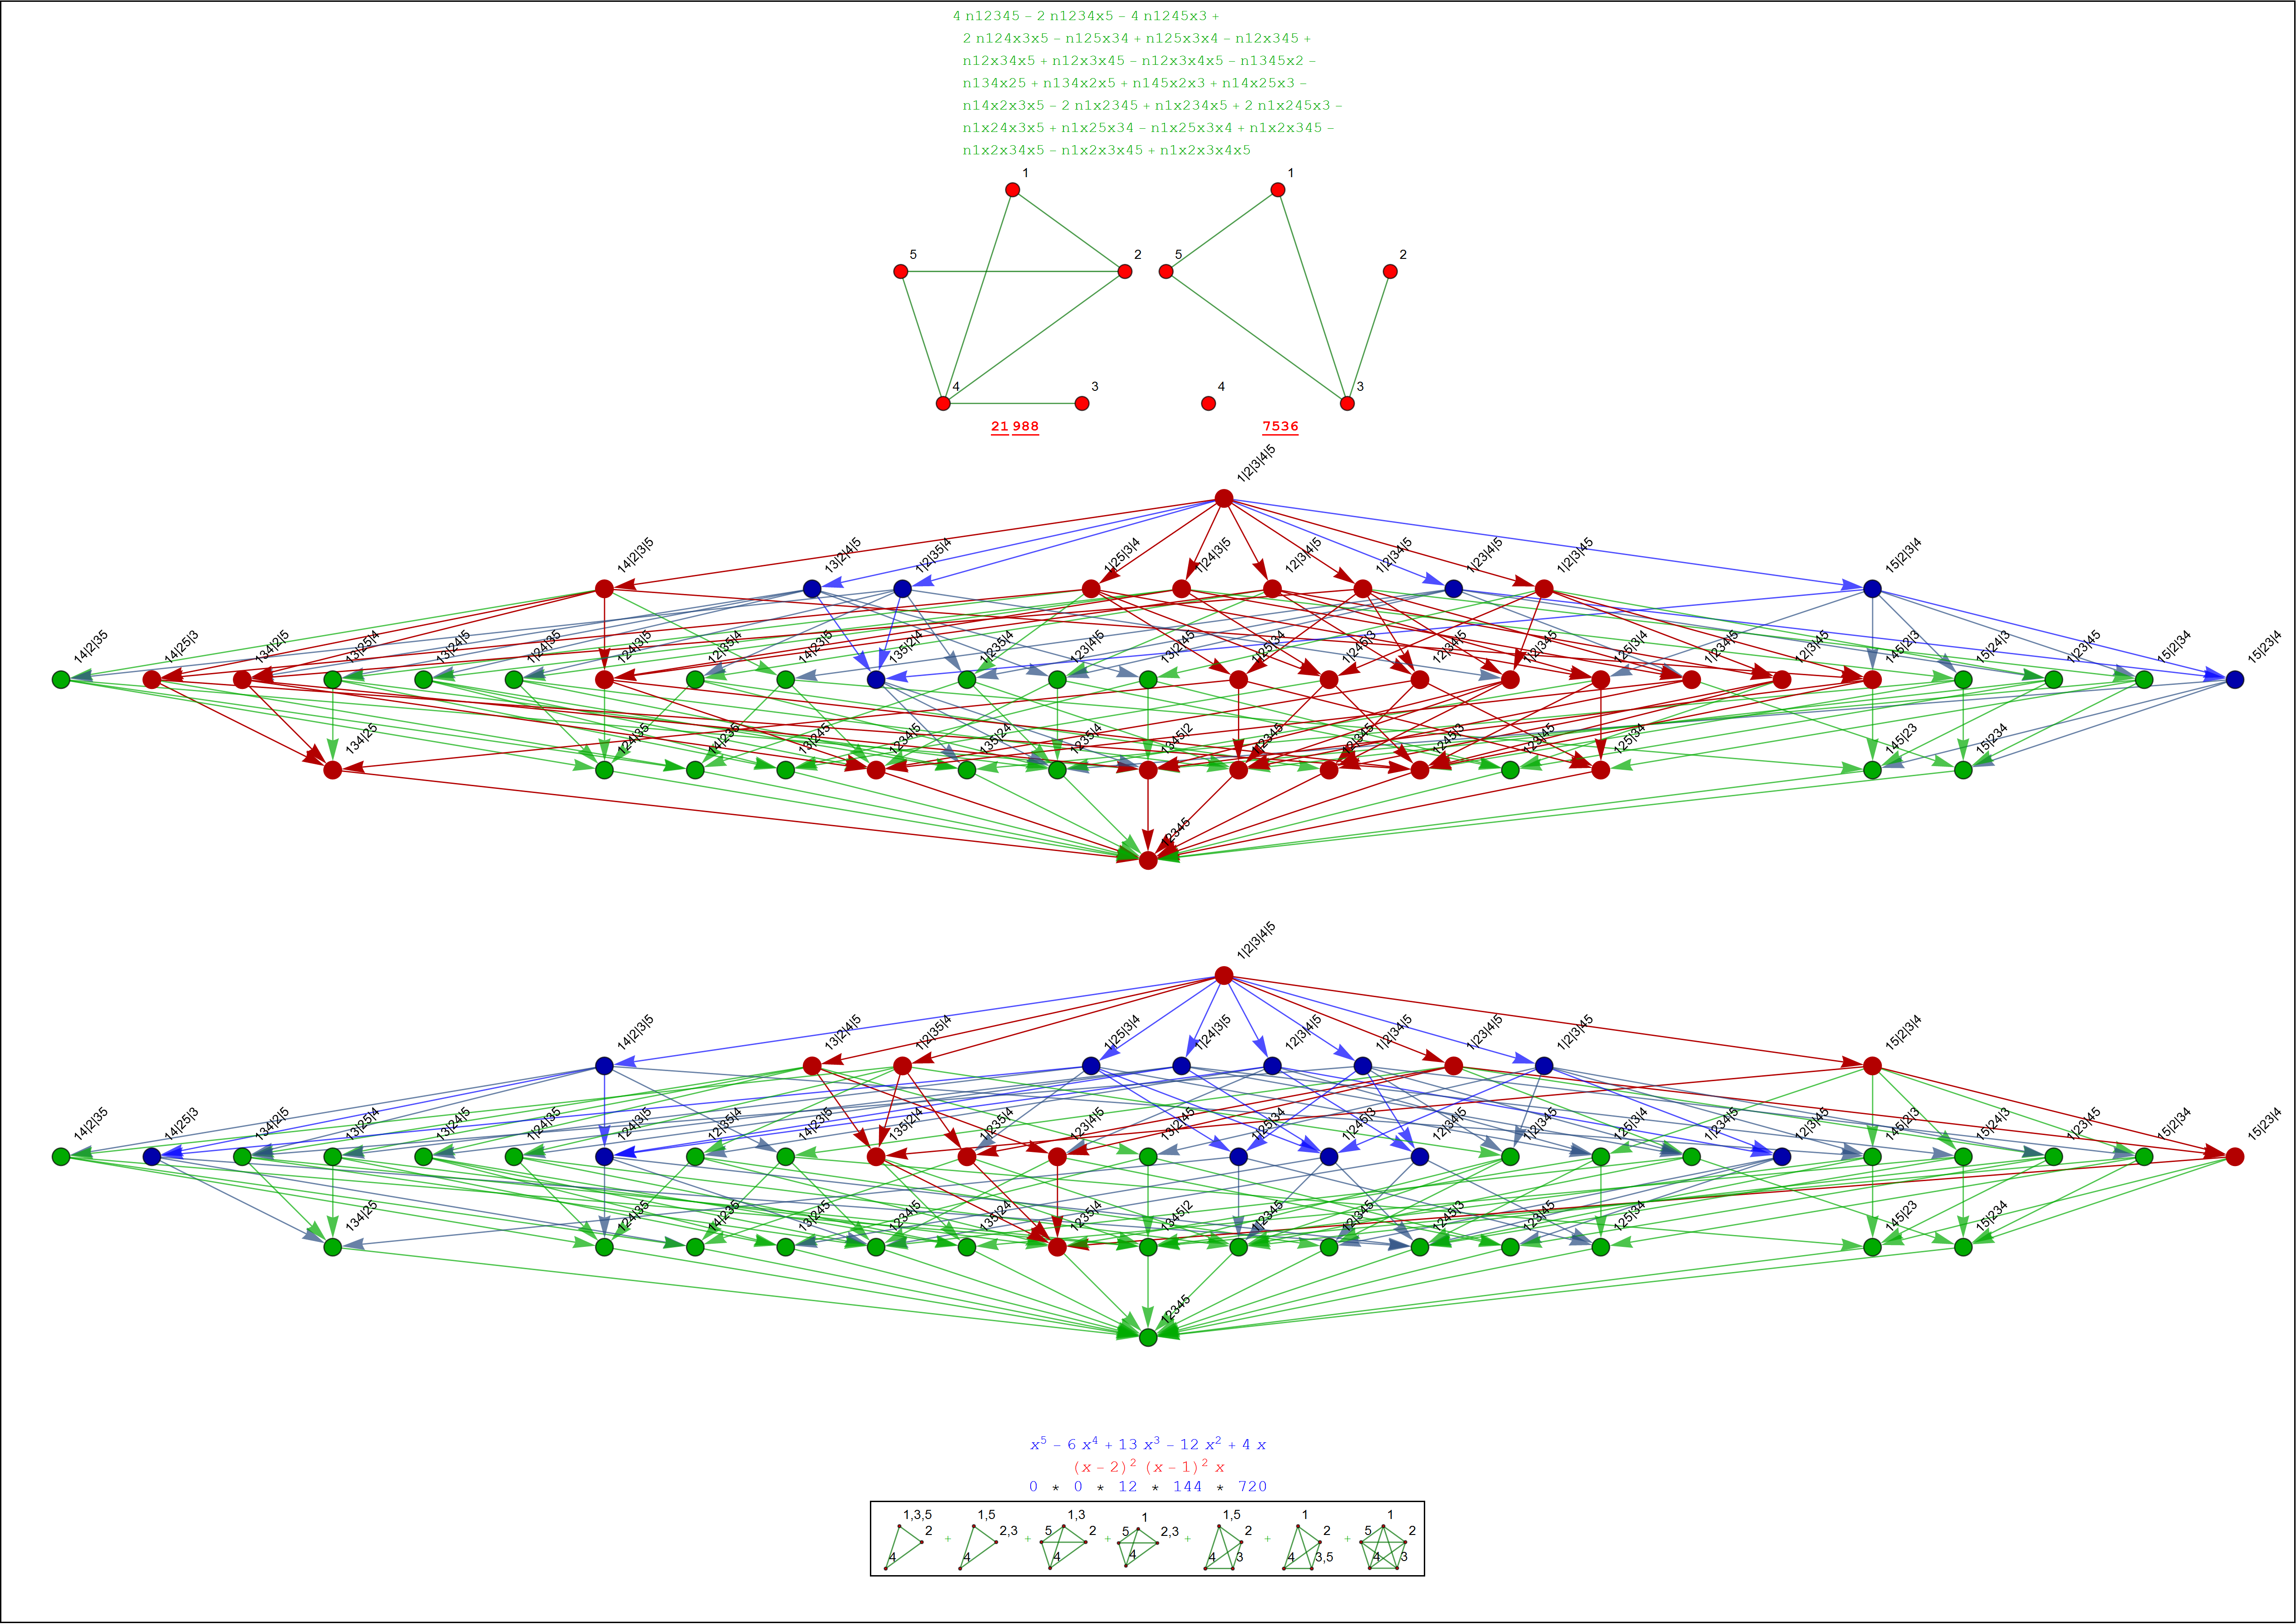 4 n12345 – 2 n1234x5 – 4 n1245x3 +
2 n124x3x5 – n125x34 + n125x3x4 – n12x345 +
n12x34x5 + n12x3x45 – n12x3x4x5 – n1345x2 –
n134x25 + n134x2x5 + n145x2x3 + n14x25x3 –
n14x2x3x5 – 2 n1x2345 + n1x234x5 + 2 n1x245x3 –
n1x24x3x5 + n1x25x34 – n1x25x3x4 + n1x2x345 –
n1x2x34x5 – n1x2x3x45 + n1x2x3x4x5
1 1
5 2 5 2
4 3 4 3
21 988 7536
1|2|3|4|5
14|2|3|5 13|2|4|5 1|2|35|4 1|25|3|4 1|24|3|5 12|3|4|5 1|2|34|5 1|23|4|5 1|2|3|45 15|2|3|4
14|2|35 14|25|3 134|2|5 13|25|4 13|24|5 1|24|35 124|3|5 12|35|4 14|23|5 135|2|4 1|235|4 123|4|5 13|2|45 1|25|34 1|245|3 12|34|5 1|2|345 125|3|4 1|234|5 12|3|45 145|2|3 15|24|3 1|23|45 15|2|34 15|23|4
134|25 124|35 14|235 13|245 1234|5 135|24 1235|4 1345|2 1|2345 12|345 1245|3 123|45 125|34 145|23 15|234
12345
1|2|3|4|5
14|2|3|5 13|2|4|5 1|2|35|4 1|25|3|4 1|24|3|5 12|3|4|5 1|2|34|5 1|23|4|5 1|2|3|45 15|2|3|4
14|2|35 14|25|3 134|2|5 13|25|4 13|24|5 1|24|35 124|3|5 12|35|4 14|23|5 135|2|4 1|235|4 123|4|5 13|2|45 1|25|34 1|245|3 12|34|5 1|2|345 125|3|4 1|234|5 12|3|45 145|2|3 15|24|3 1|23|45 15|2|34 15|23|4
134|25 124|35 14|235 13|245 1234|5 135|24 1235|4 1345|2 1|2345 12|345 1245|3 123|45 125|34 145|23 15|234
12345
x⁵ – 6 x⁴ + 13 x³ – 12 x² + 4 x
(x – 2)² (x – 1)² x
0 * 0 * 12 * 144 * 720
1,3,5 2 4 + 1,5 2,3 4 + 1,3 5 2 4 + 1 5 2,3 4 + 1,5 2 4 3 + 1 2 4 3,5 + 1 5 2 4 3